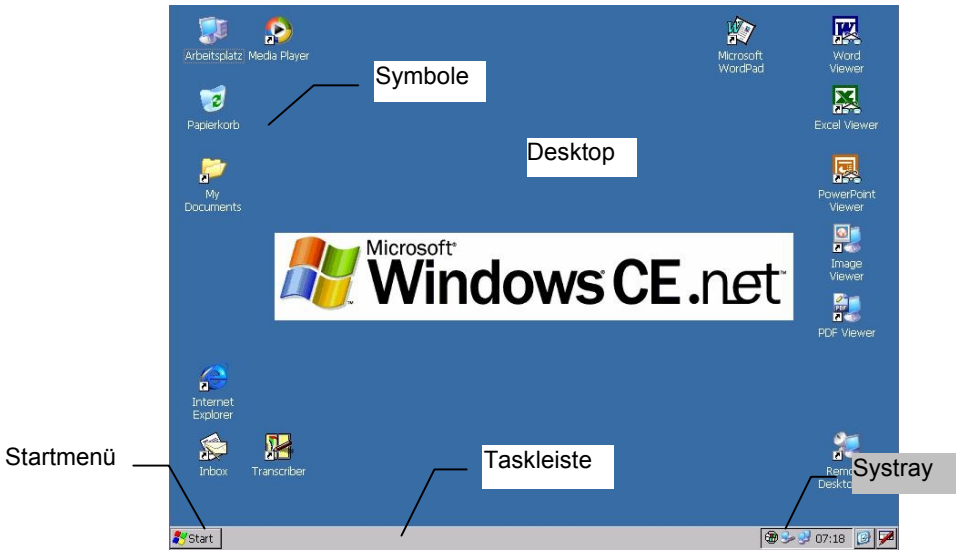 Arbeitsplatz
Media Player
Microsoft
WordPad
Word
Viewer
Symbole
Papierkorb
Excel Viewer
Desktop
My
Documents
PowerPoint
Viewer
Microsoft®
Windows CE.net™
Image
Viewer
PDF Viewer
Internet
Explorer
Startmenü
Inbox
Transcriber
Taskleiste
Systray
Start
07:18